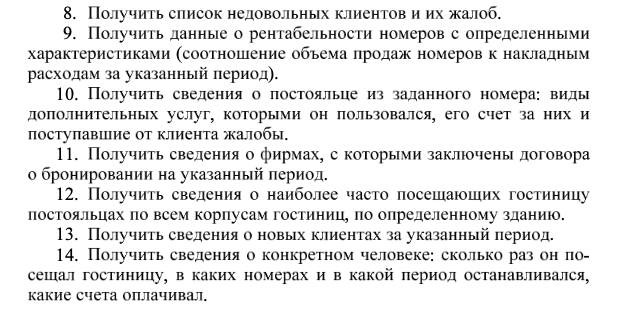 8. Получить список недовольных клиентов и их жалоб.
9. Получить данные о рентабельности номеров с определенными
характеристиками (соотношение объема продаж номеров к накладным
расходам за указанный период).
10. Получить сведения о постояльце из заданного номера: виды
дополнительных услуг, которыми он пользовался, его счет за них и
поступавшие от клиента жалобы.
11. Получить сведения о фирмах, с которыми заключены договора
о бронировании на указанный период.
12. Получить сведения о наиболее часто посещающих гостиницу
постояльцах по всем корпусам гостиниц, по определенному зданию.
13. Получить сведения о новых клиентах за указанный период.
14. Получить сведения о конкретном человеке: сколько раз он по-
сещал гостиницу, в каких номерах и в какой период останавливался,
какие счета оплачивал.